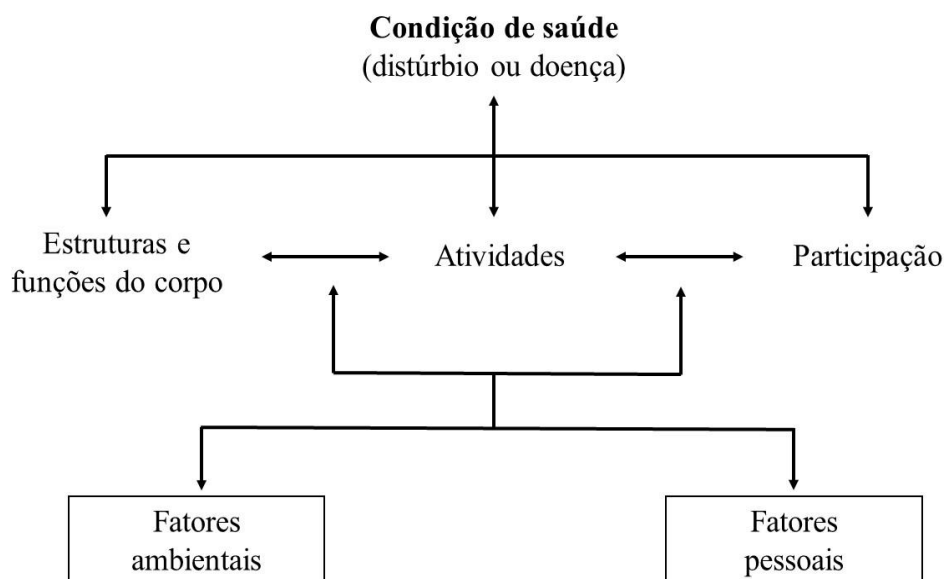 Condição de saúde
(distúrbio ou doença)
Estruturas e
funções do corpo
Atividades
Participação
Fatores
ambientais
Fatores
pessoais